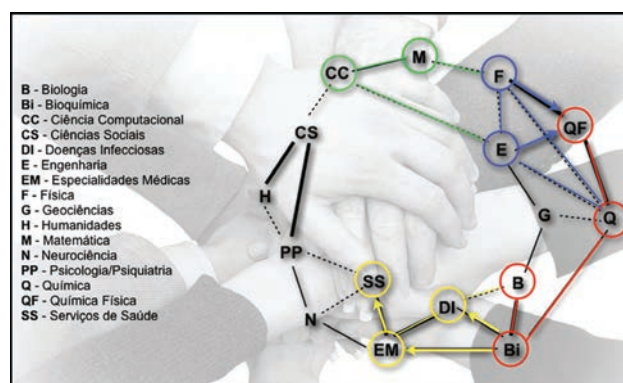 B - Biologia
Bi - Bioquímica
CC - Ciência Computacional
CS - Ciências Sociais
DI - Doenças Infecciosas
E - Engenharia
EM - Especialidades Médicas
F - Física
G - Geociências
H - Humanidades
M - Matemática
N - Neurociência
PP - Psicologia/Psiquiatria
Q - Química
QF - Química Física
SS - Serviços de Saúde
M
CC
F
CS
QF
E
H
G
Q
PP
SS
B
DI
N
EM
Bi